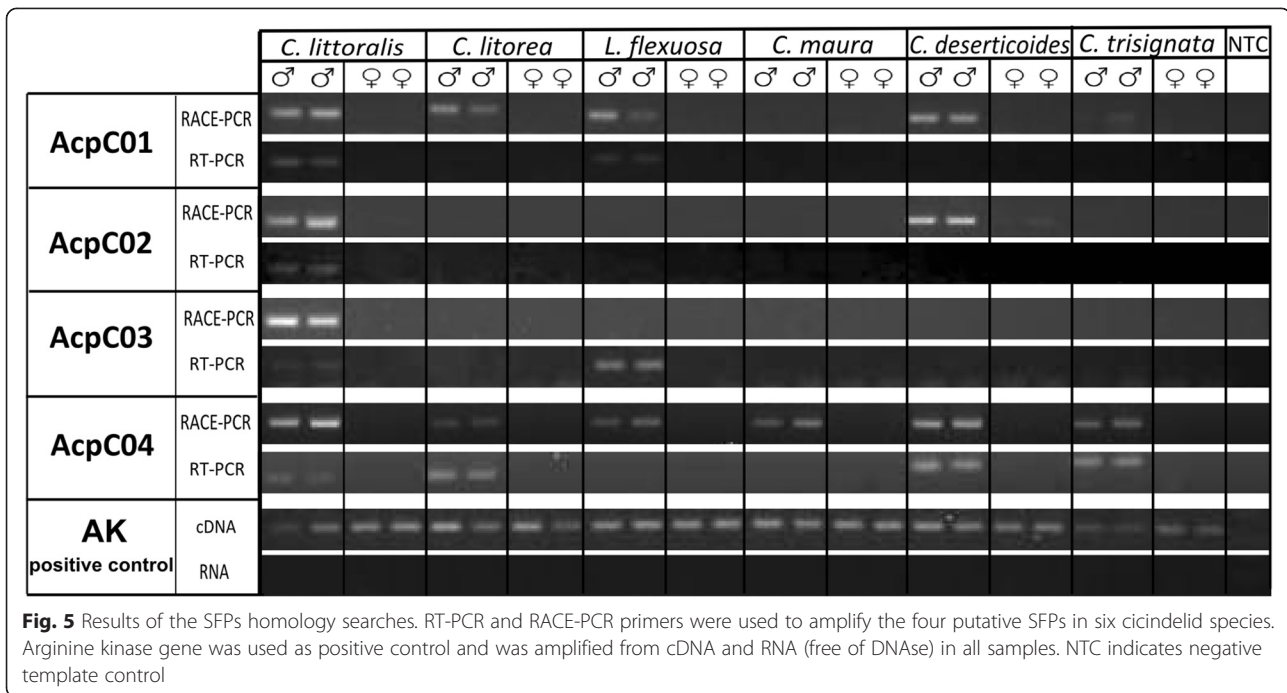 C. littoralis C. litorea L. flexuosa C. maura C. deserticoides C. trisignata NTC
♂ ♂ ♀ ♀ ♂ ♂ ♀ ♀ ♂ ♂ ♀ ♀ ♂ ♂ ♀ ♀ ♂ ♂ ♀ ♀ ♂ ♂ ♀ ♀
AcpC01
RACE-PCR
RT-PCR
AcpC02
RACE-PCR
RT-PCR
AcpC03
RACE-PCR
RT-PCR
AcpC04
RACE-PCR
RT-PCR
AK
positive control
cDNA
RNA
Fig. 5 Results of the SFPs homology searches. RT-PCR and RACE-PCR primers were used to amplify the four putative SFPs in six cicindelid species.
Arginine kinase gene was used as positive control and was amplified from cDNA and RNA (free of DNAse) in all samples. NTC indicates negative
template control